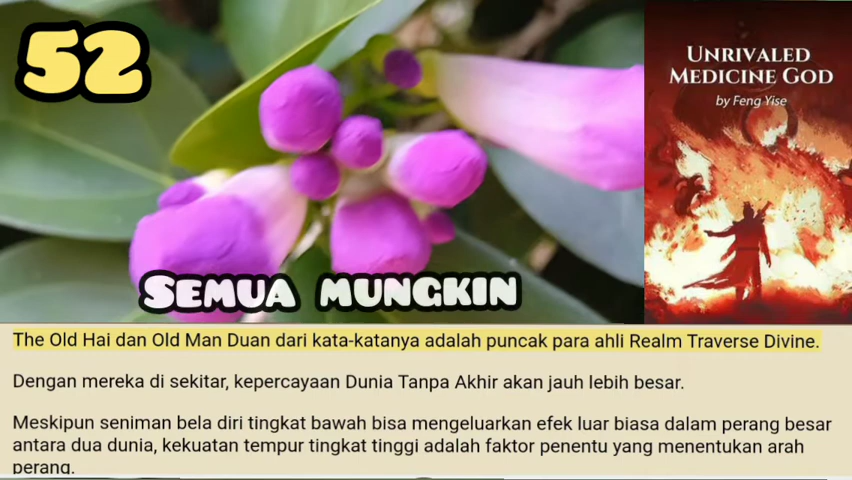 52
UNRIVALED
MEDICINE GOD
by Feng Yise
SEMUA MUNGKIN
The Old Hai dan Old Man Duan dari kata-katanya adalah puncak para ahli Realm Traverse Divine.
Dengan mereka di sekitar, kepercayaan Dunia Tanpa Akhir akan jauh lebih besar.
Meskipun seniman bela diri tingkat bawah bisa mengeluarkan efek luar biasa dalam perang besar
antara dua dunia, kekuatan tempur tingkat tinggi adalah faktor penentu yang menentukan arah
perang.